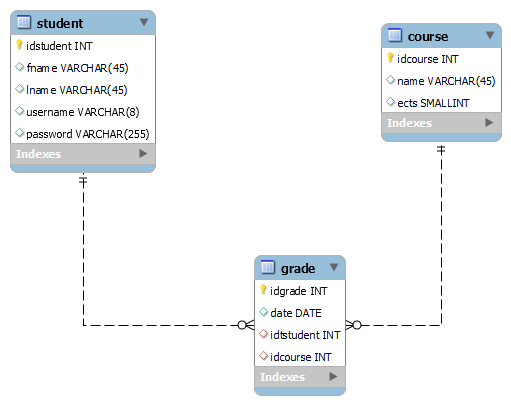 student
idstudent INT
fname VARCHAR(45)
lname VARCHAR(45)
username VARCHAR(8)
password VARCHAR(255)
Indexes
course
idcourse INT
name VARCHAR(45)
ects SMALLINT
Indexes
grade
idgrade INT
date DATE
idtstudent INT
idcourse INT
Indexes